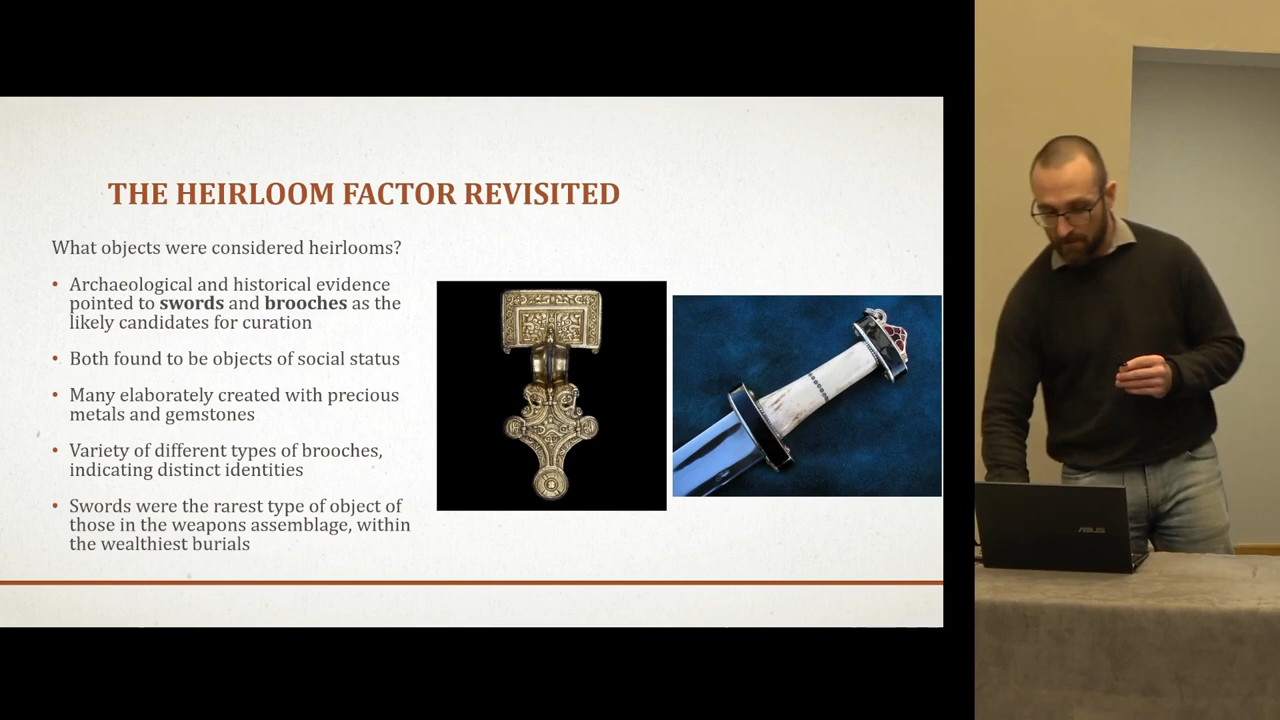 THE HEIRLOOM FACTOR REVISITED
What objects were considered heirlooms?
• Archaeological and historical evidence
pointed to swords and brooches as the
likely candidates for curation
• Both found to be objects of social status
• Many elaborately created with precious
metals and gemstones
• Variety of different types of brooches,
indicating distinct identities
• Swords were the rarest type of object of
those in the weapons assemblage, within
the wealthiest burials
ASUS